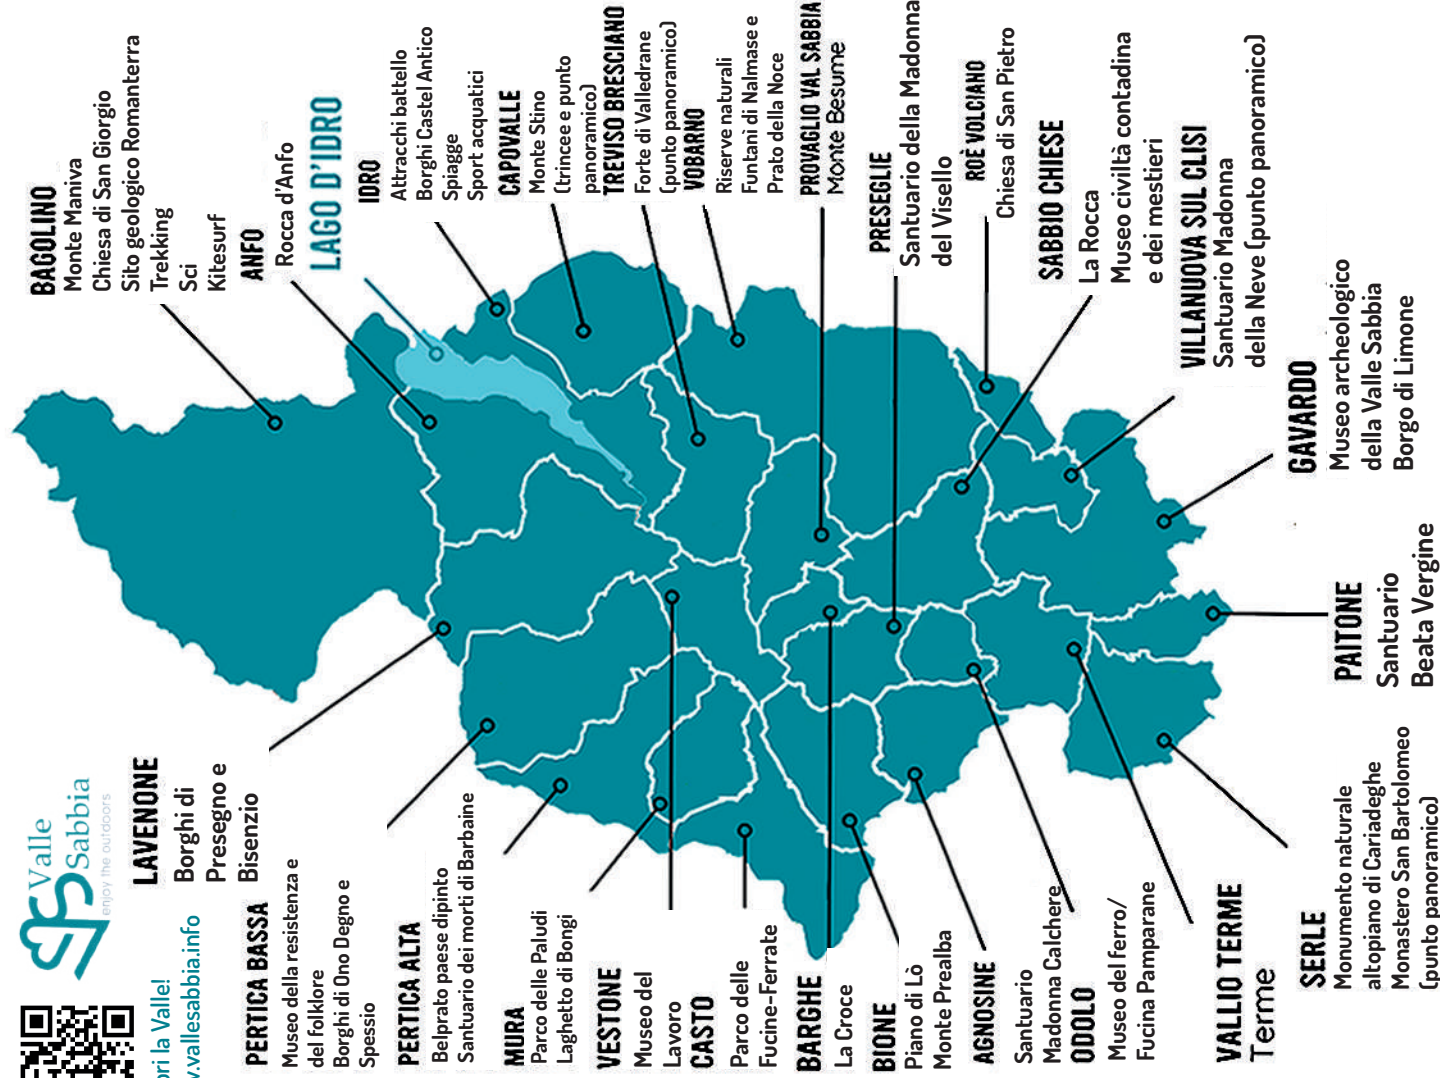 Valle
Sabbia
enjoy the outdoors
ori la Valle!
v.vallesabbia.info
LAVENONE
Borghi di
Presegno e
Bisenzio
PERTICA BASSA
Museo della resistenza e
del folklore
Borghi di Ono Degno e
Spessio
PERTICA ALTA
Belprato paese dipinto
Santuario dei morti di Barbaine
MURA
Parco delle Paludi
Laghetto di Bongi
VESTONE
Museo del
Lavoro
CASTO
Parco delle
Fucine-Ferrate
BARGHE
La Croce
BIONE
Piano di Lò
Monte Prealba
AGNOSINE
Santuario
Madonna Calchere
ODOLO
Museo del ferro/
Fucina Pamparane
VALLIO TERME
Terme
SERLE
Monumento naturale
altopiano di Cariadeghe
Monastero San Bartolomeo
(punto panoramico)
BAGOLINO
Monte Maniva
Chiesa di San Giorgio
Sito geologico Romanterra
Trekking
Sci
Kitesurf
ANFO
Rocca d'Anfo
LAGO D'IDRO
IDRO
Attracchi battello
Borghi Castel Antico
Spiagge
Sport acquatici
CAPOVALLE
Monte Stino
(trincee e punto
panoramico)
TREVISO BRESCIANO
Forte di Valledrane
(punto panoramico)
VOBARNO
Riserve naturali
Funtani di Nalmase e
Prato della Noce
PROVAGLIO VAL SABBIA
Monte Besume
PRESEGLIE
Santuario della Madonna
del Visello
ROÈ VOLCIANO
Chiesa di San Pietro
SABBIO CHIESE
La Rocca
Museo civiltà contadina
e dei mestieri
VILLANUOVA SUL CLISI
Santuario Madonna
della Neve (punto panoramico)
GAVARDO
Museo archeologico
della Valle Sabbia
Borgo di Limone
PAITONE
Santuario
Beata Vergine